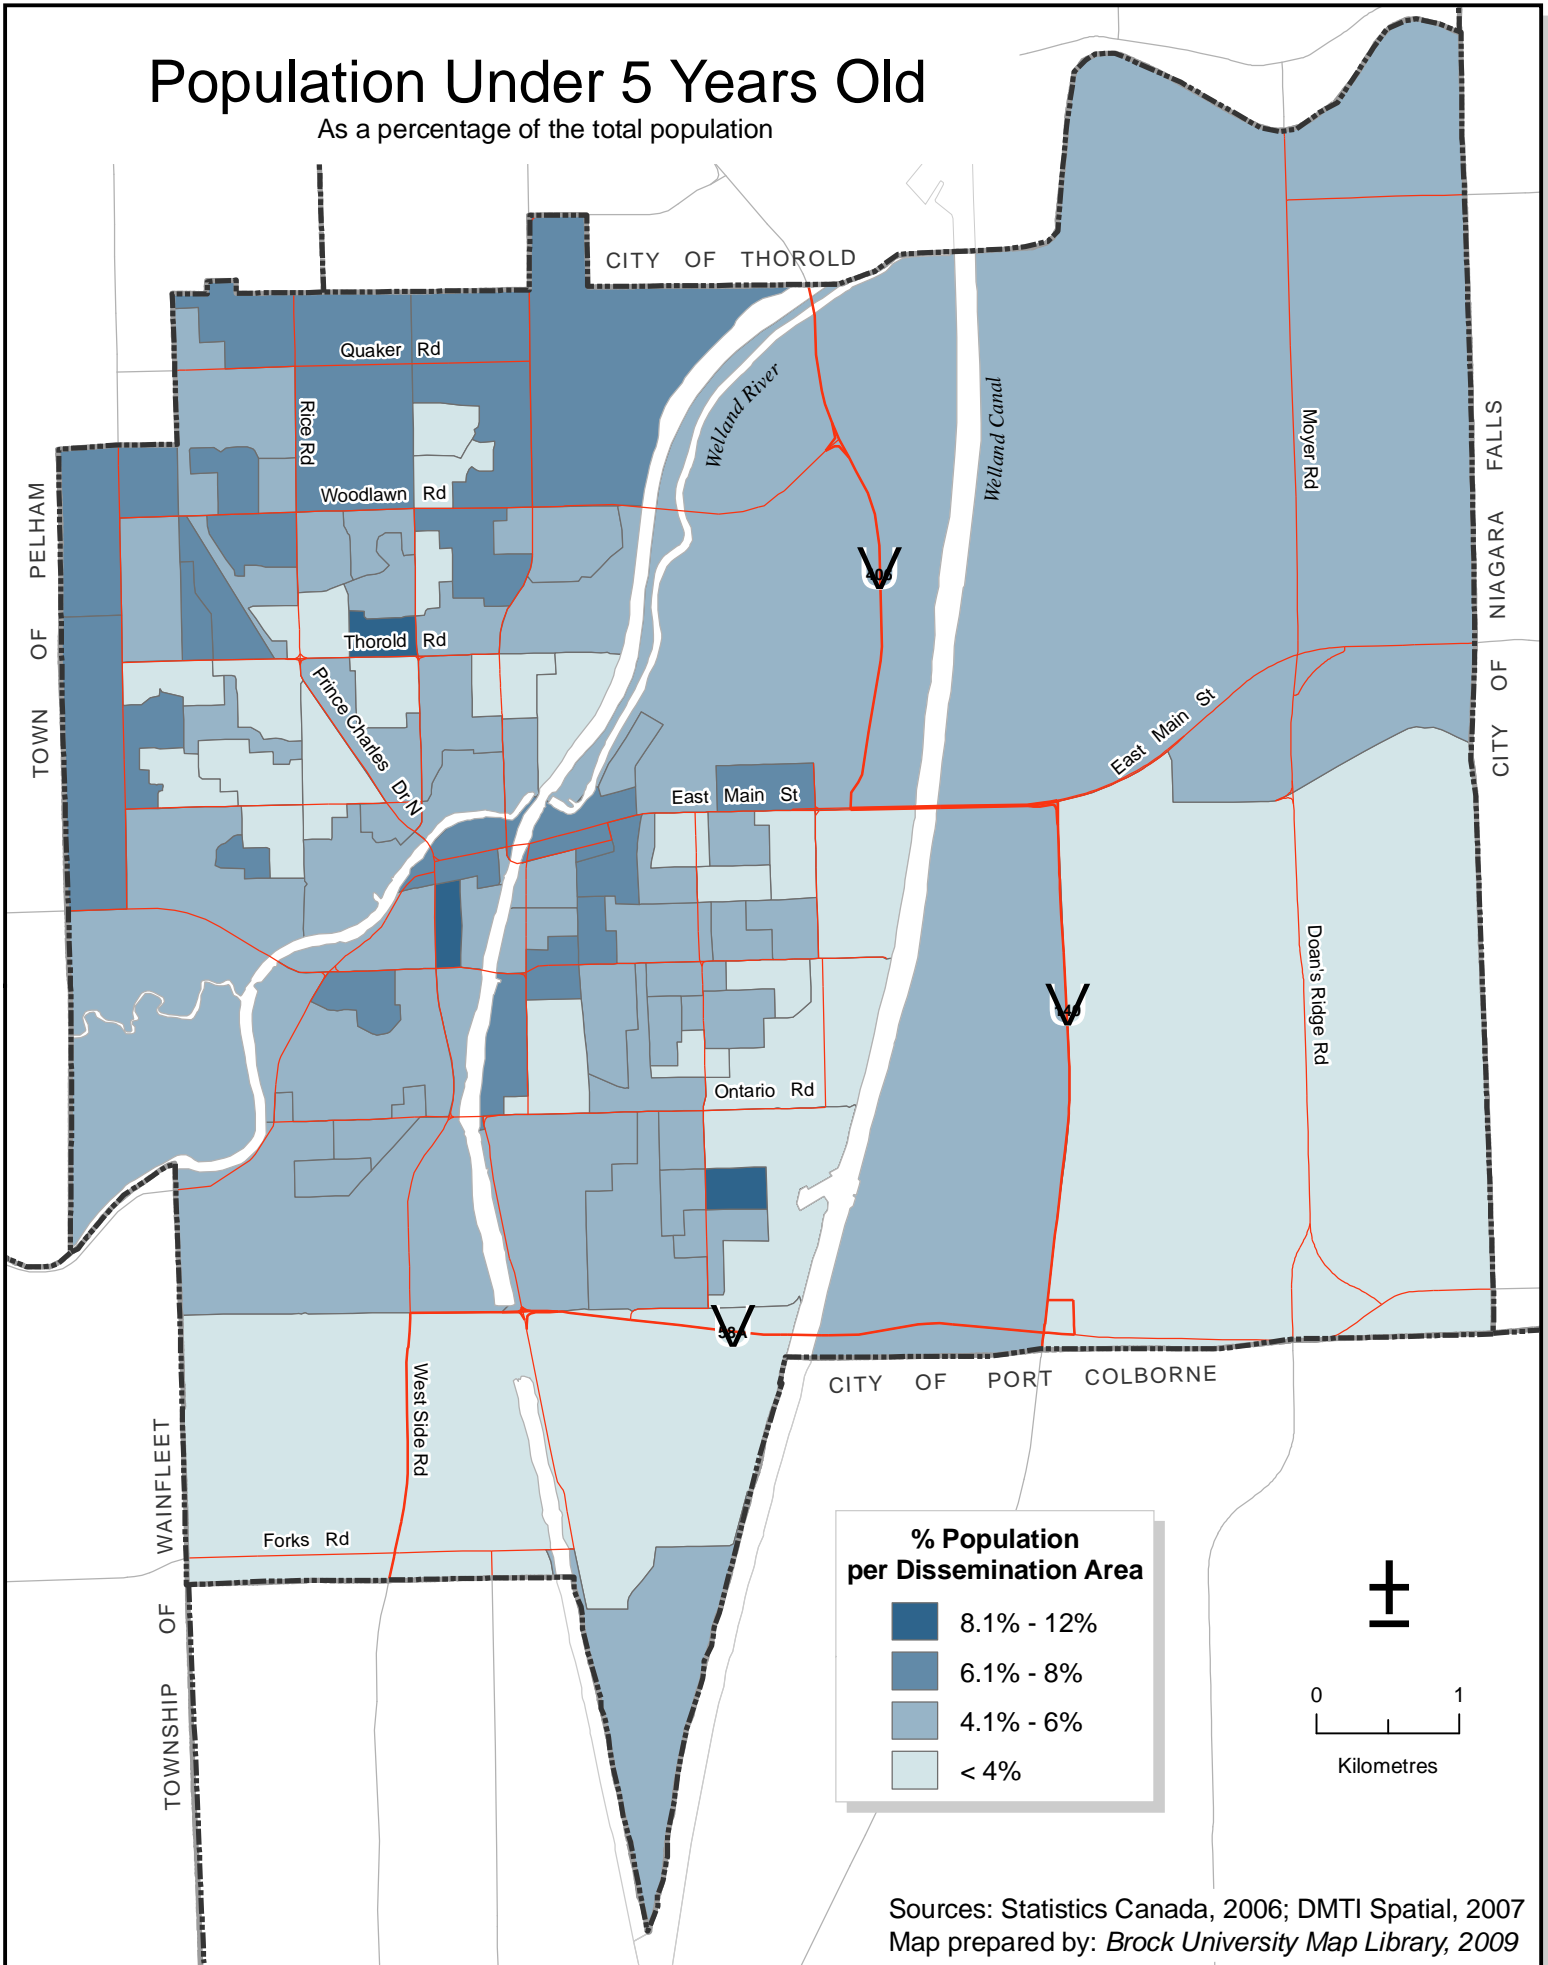 Population Under 5 Years Old
As a percentage of the total population
CITY OF THOROLD
Quaker Rd
Rice Rd
Welland River
Welland Canal
Moyer Rd
CITY OF NIAGARA FALLS
TOWN OF PELHAM
Woodlawn Rd
406
Thorold Rd
Prince Charles Dr N
East Main St
East Main St
Doan's Ridge Rd
140
Ontario Rd
58A
West Side Rd
CITY OF PORT COLBORNE
TOWNSHIP OF WAINFLEET
Forks Rd
% Population
per Dissemination Area
8.1% - 12%
6.1% - 8%
4.1% - 6%
< 4%
±
0 1
Kilometres
Sources: Statistics Canada, 2006; DMTI Spatial, 2007
Map prepared by: Brock University Map Library, 2009